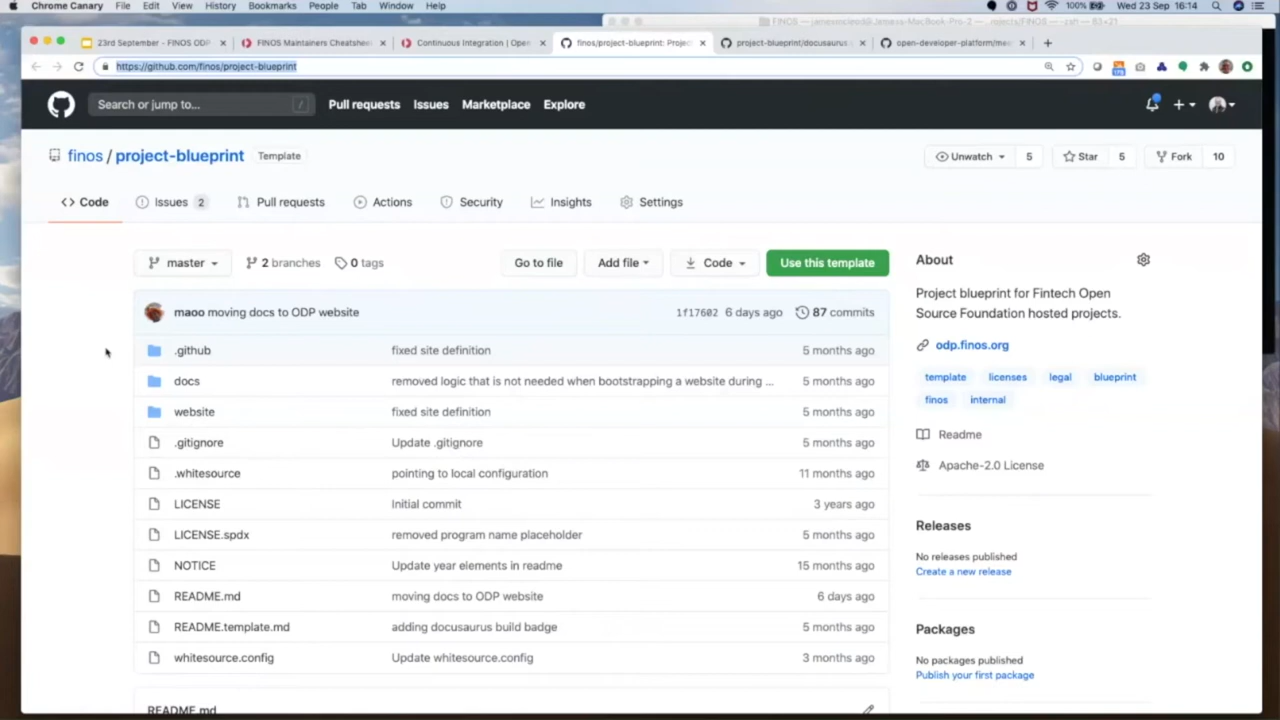 Chrome Canary File Edit View History Bookmarks People Tab Window Help 100% Wed 23 Sep 16:14
23rd September - FINOS ODP
FINOS Maintainers Cheatshee
Continuous Integration | Open
finos/project-blueprint: Projec
project-blueprint/docusaurus
open-developer-platform/mee
https://github.com/finos/project-blueprint
Search or jump to... / Pull requests Issues Marketplace Explore
finos / project-blueprint Template
Unwatch 5 Star 5 Fork 10
Code Issues 2 Pull requests Actions Security Insights Settings
master 2 branches 0 tags Go to file Add file Code Use this template
maoo moving docs to ODP website 1f17602 6 days ago 87 commits
.github fixed site definition 5 months ago
docs removed logic that is not needed when bootstrapping a website during ... 5 months ago
website fixed site definition 5 months ago
.gitignore Update .gitignore 5 months ago
.whitesource pointing to local configuration 11 months ago
LICENSE Initial commit 3 years ago
LICENSE.spdx removed program name placeholder 5 months ago
NOTICE Update year elements in readme 15 months ago
README.md moving docs to ODP website 6 days ago
README.template.md adding docusaurus build badge 5 months ago
whitesource.config Update whitesource.config 3 months ago
README.md
About
Project blueprint for Fintech Open
Source Foundation hosted projects.
odp.finos.org
template licenses legal blueprint
finos internal
Readme
Apache-2.0 License
Releases
No releases published
Create a new release
Packages
No packages published
Publish your first package